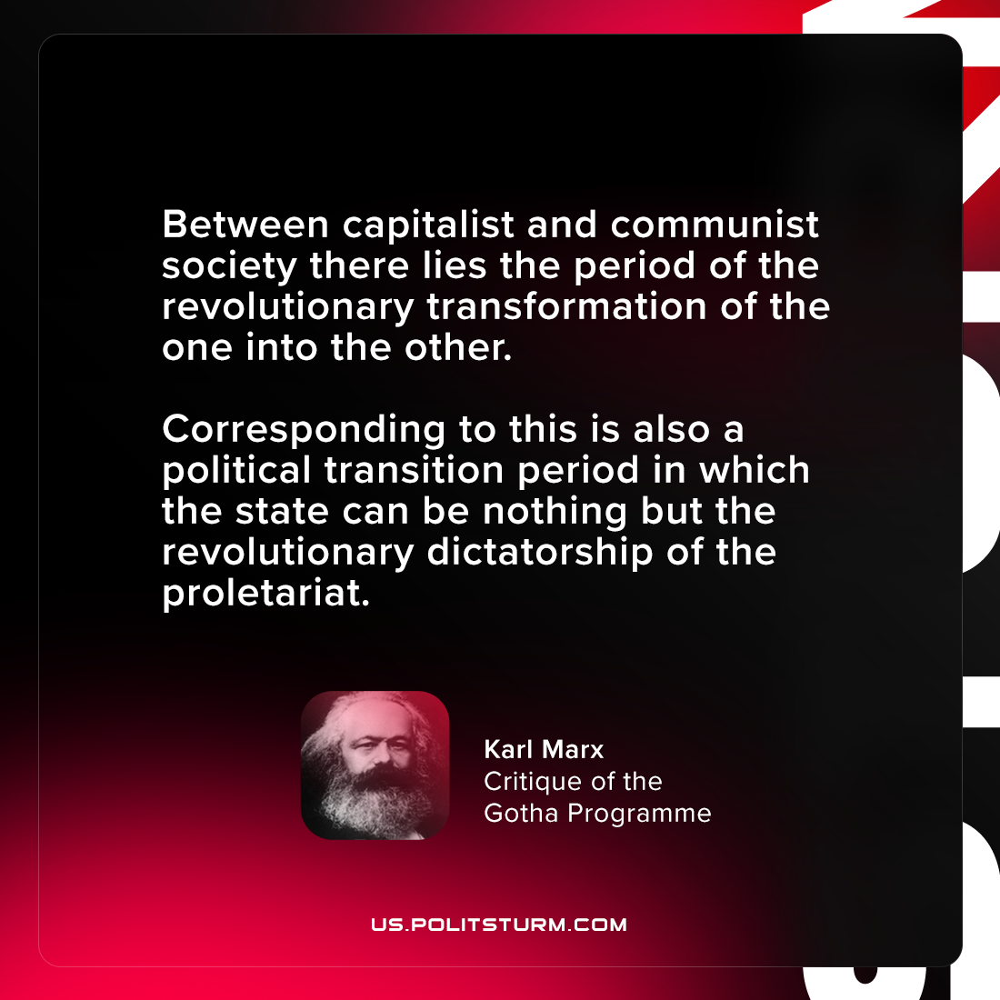 Between capitalist and communist
society there lies the period of the
revolutionary transformation of the
one into the other.
Corresponding to this is also a
political transition period in which
the state can be nothing but the
revolutionary dictatorship of the
proletariat.
Karl Marx
Critique of the
Gotha Programme
US.POLITSTURM.COM